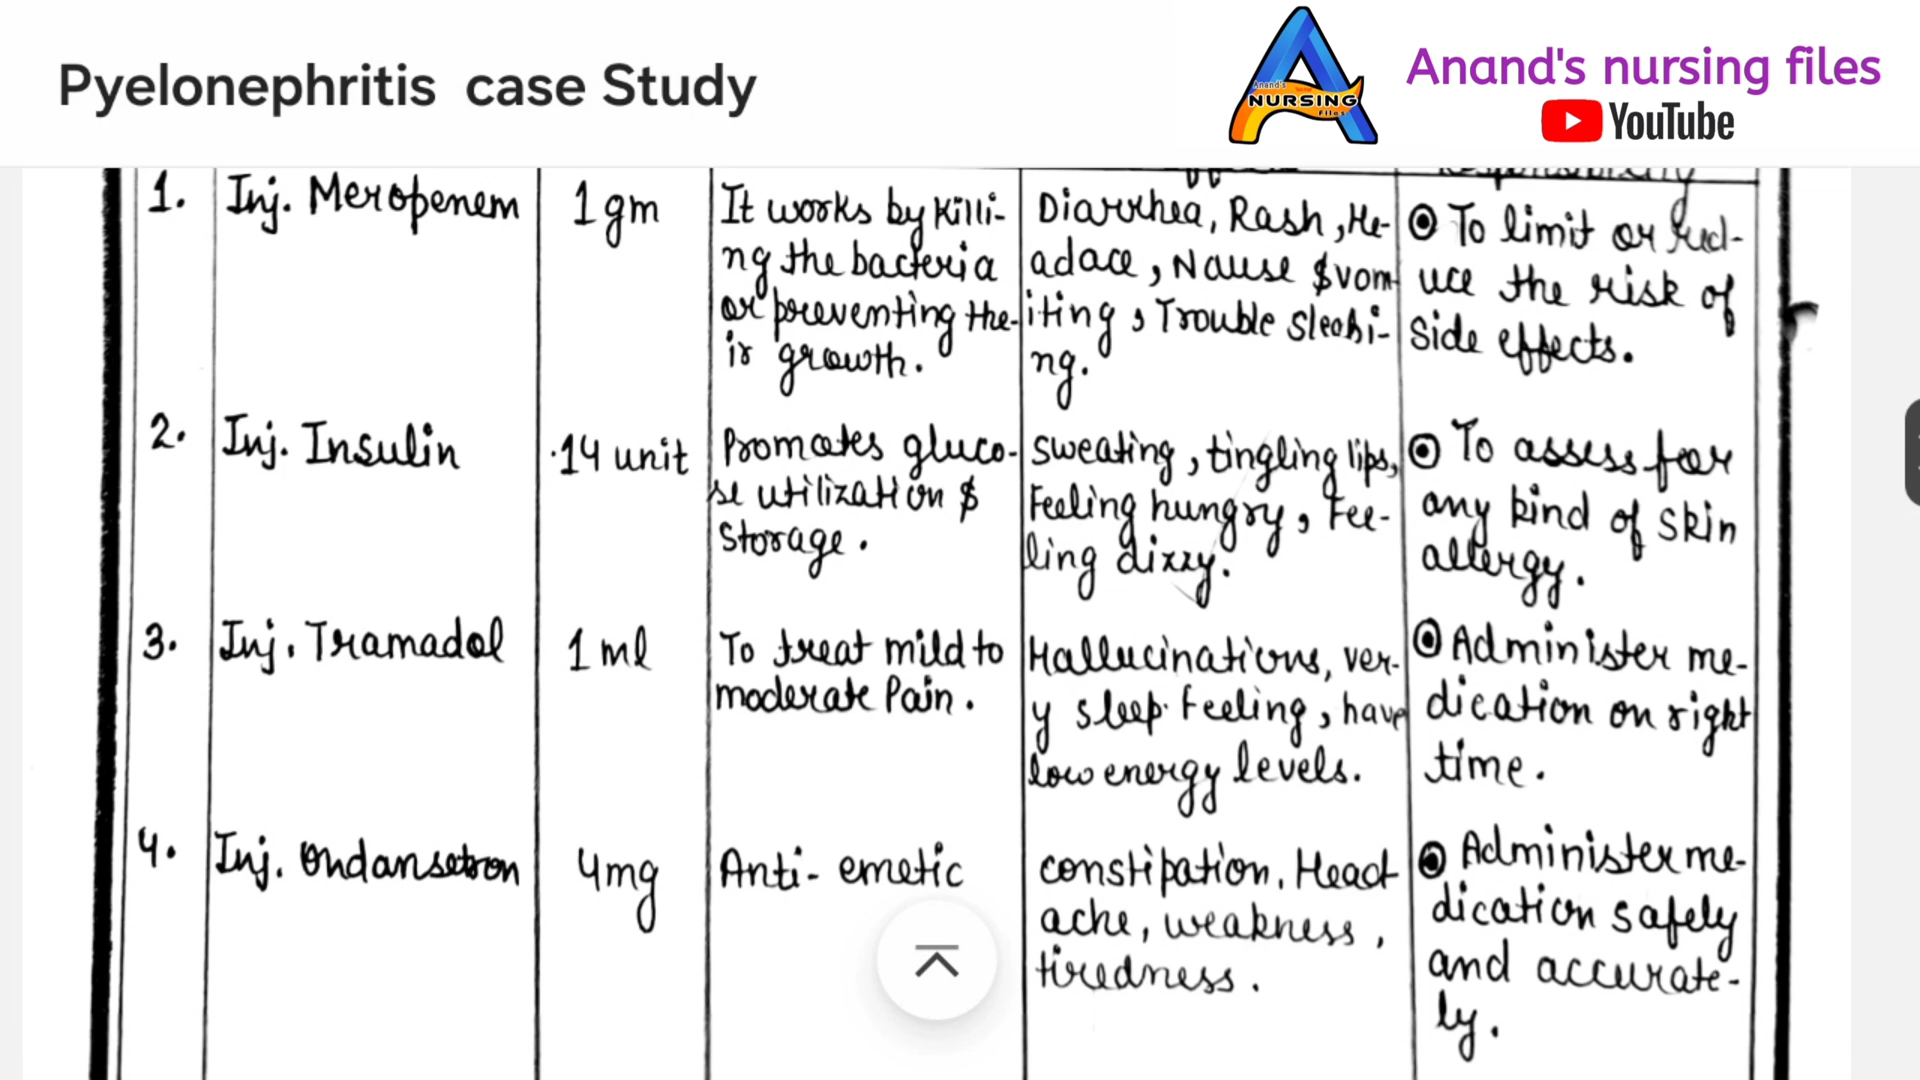 Pyelonephritis case Study
Anand's
NURSING
Files
Anand's nursing files
YouTube
1.
Inj. Meropenem
1 gm
It works by Killi-
ng the bacteria
or preventing the-
ir growth.
Diarrhea, Rash, He-
adace, Nause $ vom
iting, Trouble
ng.
Responsibility
To limit or red-
uce the risk of
Side effects.
2.
Inj. Insulin
.14 unit
Promotes gluco-
se utilization $
Storage.
Sweating, tingling lips,
Feeling hungry, Fee-
ling dizzy.
To assess for
any kind of skin
allergy.
3.
Inj. Tramadol
1 ml
To treat mild to
moderate Pain.
Hallucinations, ver-
y sleep. Feeling, have
low energy levels.
Administer me-
dication on right
time.
4.
Inj.
4mg
Anti- emetic
constipation, Head
ache, weakness,
tiredness.
Administer me-
dication safely
and accurate-
ly.